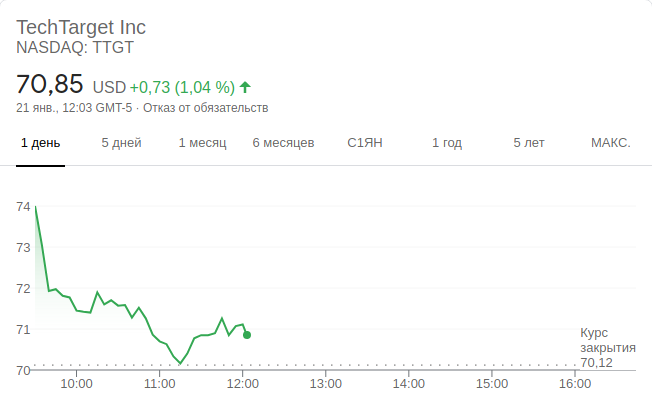 TechTarget Inc
NASDAQ: TTGT
70,85 USD +0,73 (1,04 %)
21 янв., 12:03 GMT-5 · Отказ от обязательств
1 день 5 дней 1 месяц 6 месяцев С1ЯН 1 год 5 лет МАКС.
74
73
72
71
70
Курс
закрытия
70,12
10:00 11:00 12:00 13:00 14:00 15:00 16:00